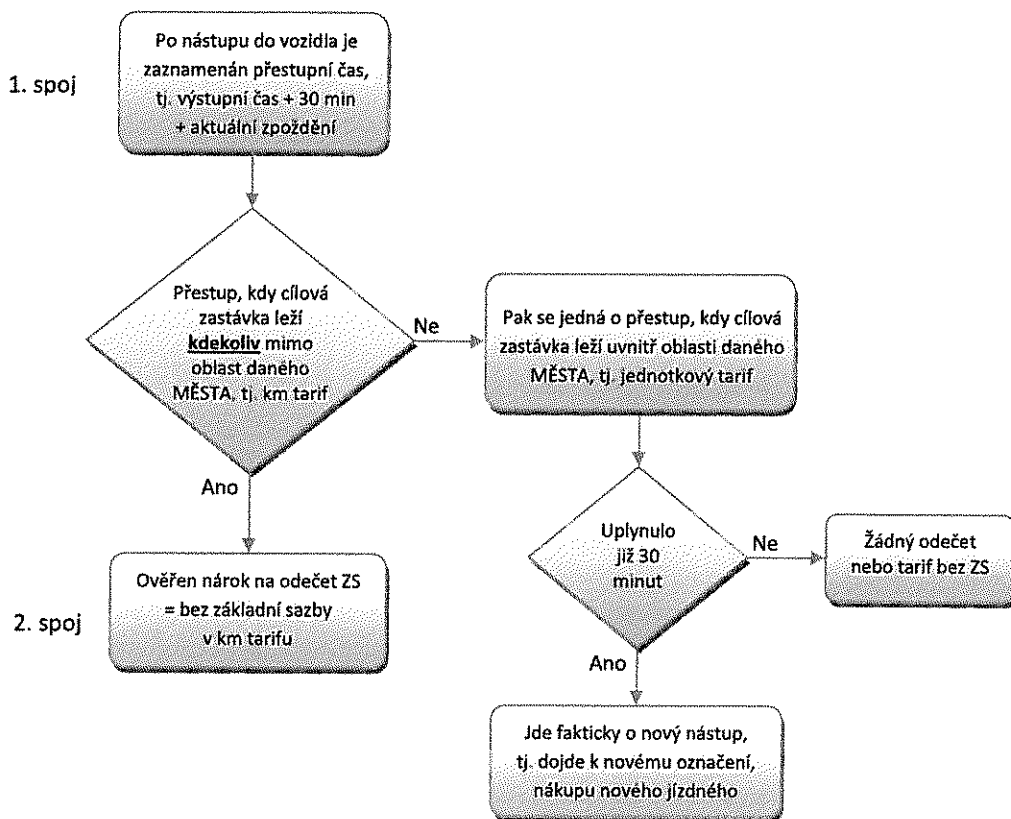 1. spoj
Po nástupu do vozidla je
zaznamenán přestupní čas,
tj. výstupní čas + 30 min
+ aktuální zpoždění
Přestup, kdy cílová
zastávka leží
kdekoliv mimo
oblast daného
MĚSTA, tj. km tarif
Ne
Pak se jedná o přestup, kdy cílová
zastávka leží uvnitř oblasti daného
MĚSTA, tj. jednotkový tarif
Ano
Uplynulo
již 30
minut
Ne
Žádný odečet
nebo tarif bez ZS
2. spoj
Ověřen nárok na odečet ZS
= bez základní sazby
v km tarifu
Ano
Jde fakticky o nový nástup,
tj. dojde k novému označení,
nákupu nového jízdného